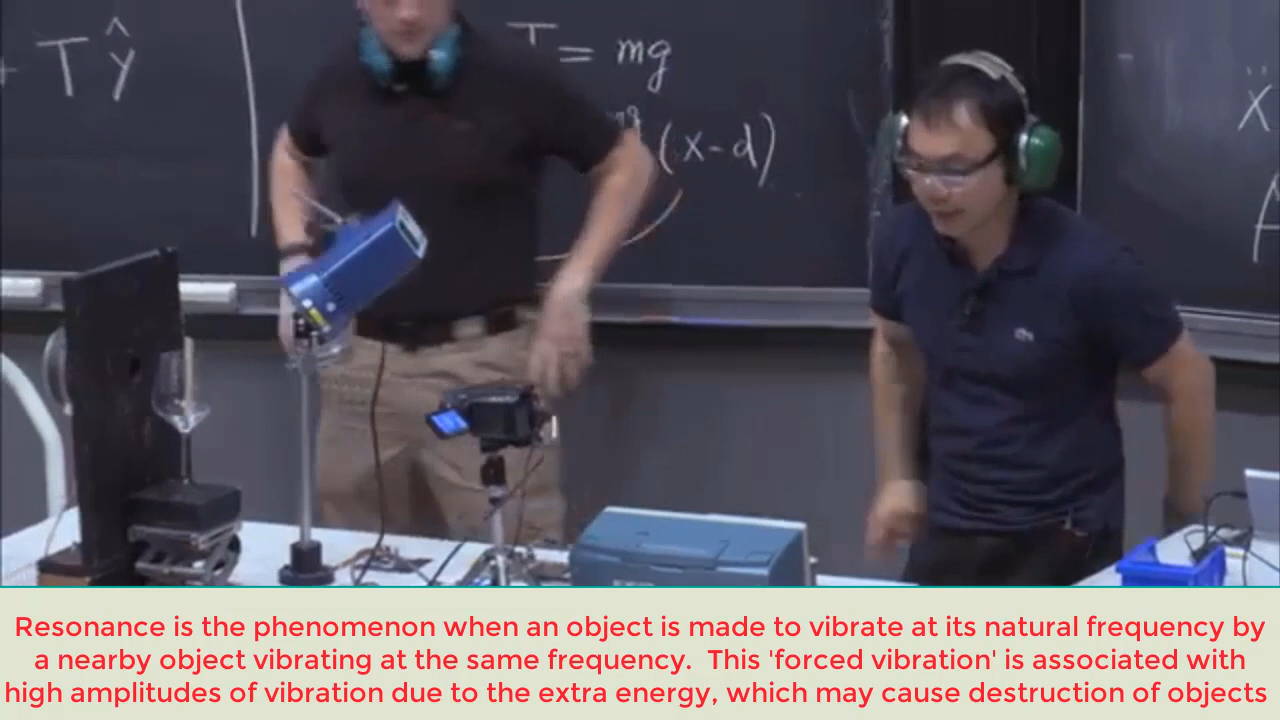 + T ŷ
T = mg
(x-d)
ẍ
Resonance is the phenomenon when an object is made to vibrate at its natural frequency by
a nearby object vibrating at the same frequency.  This 'forced vibration' is associated with
high amplitudes of vibration due to the extra energy, which may cause destruction of objects